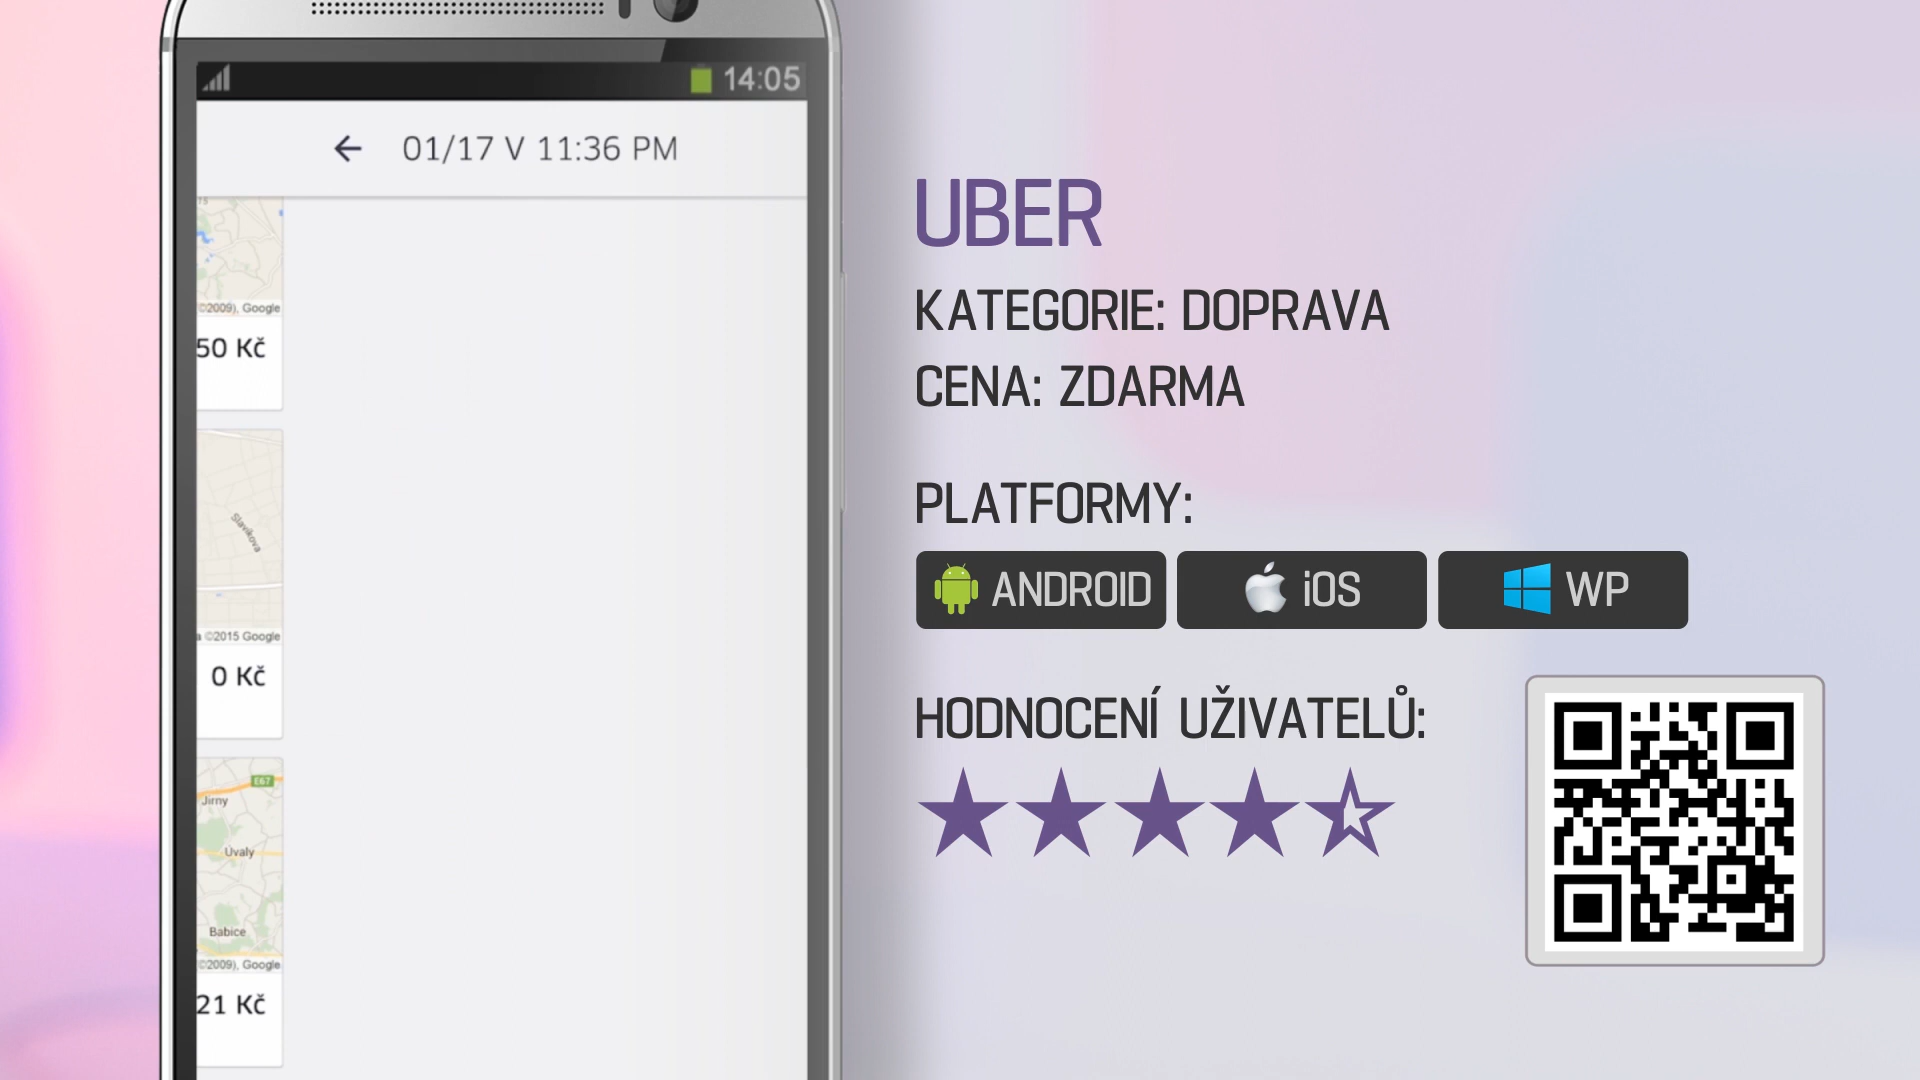 14:05
01/17 V 11:36 PM
©2009), Google
50 Kč
Slavíkova
©2015 Google
0 Kč
E67
Jirny
Úvaly
Babice
©2009), Google
21 Kč
UBER
KATEGORIE: DOPRAVA
CENA: ZDARMA
PLATFORMY:
ANDROID
iOS
WP
HODNOCENÍ UŽIVATELŮ: